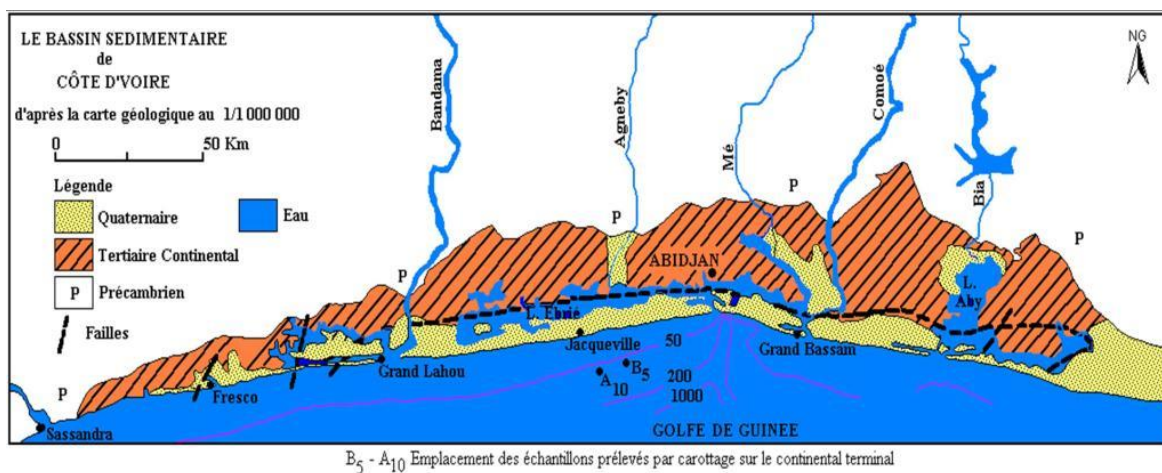 LE BASSIN SEDIMENTAIRE
de
CÔTE D'VOIRE
d'après la carte géologique au 1/1 000 000
0 50 Km
Légende
Quaternaire
Eau
Tertiaire Continental
P Précambrien
Failles
NG
Bandama
Agneby
Mé
Comoé
Bia
P
P
P
P
P
ABIDJAN
L. Ebrié
L. Aby
Jacqueville
Grand Bassam
Grand Lahou
Fresco
Sassandra
50
200
1000
B5
A10
GOLFE DE GUINEE
B5 - A10 Emplacement des échantillons prélevés par carottage sur le continental terminal